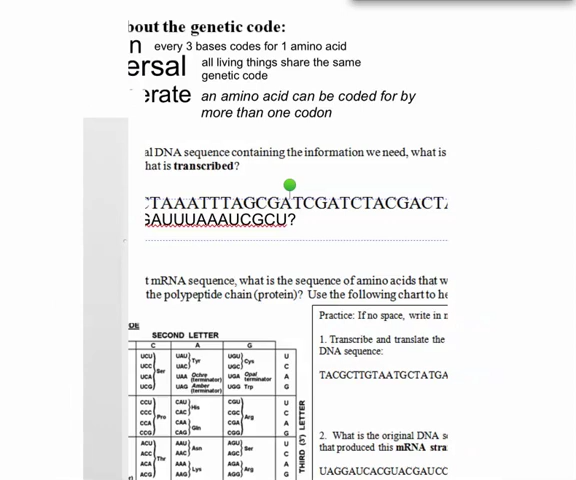 bout the genetic code:
n every 3 bases codes for 1 amino acid
ersal all living things share the same
genetic code
erate an amino acid can be coded for by
more than one codon
al DNA sequence containing the information we need, what is
hat is transcribed?
CTAAATTTAGCGATCGATCTACGACTA
GAUUUAAAUCGCU?
t mRNA sequence, what is the sequence of amino acids that w
the polypeptide chain (protein)? Use the following chart to he
DE
SECOND LETTER
C A G
UCU UAU Tyr UGU Cys U
UCC Ser UAC UGC C
UCA UAA Ochre (terminator) UGA Opal terminator A
UCG UAG Amber (terminator) UGG Trp G
CCU CAU His CGU U
CCC Pro CAC CGC Arg C
CCA CAA Gln CGA A
CCG CAG CGG G
ACU AAU Asn AGU Ser U
ACC Thr AAC AGC C
ACA AAA Lys AGA Arg A
ACG AAG AGG G
THIRD (3') LETTER
Practice: If no space, write in r
1. Transcribe and translate the
DNA sequence:
TACGCTTGTAATGCTATGA
2. What is the original DNA s
that produced this mRNA stra
UAGGAUCACGUACGAUCC